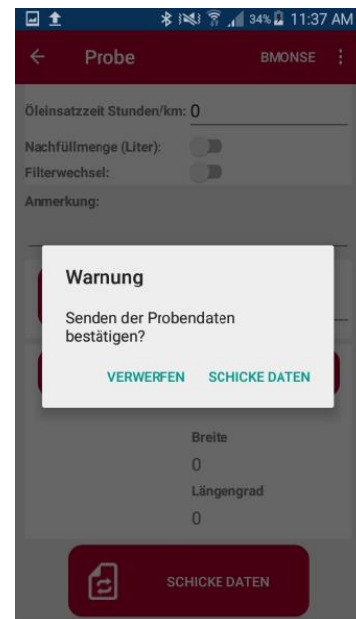 34% 11:37 AM
Probe BMONSE
Öleinsatzzeit Stunden/km: 0
Nachfüllmenge (Liter):
Filterwechsel:
Anmerkung:
Warnung
Senden der Probendaten
bestätigen?
VERWERFEN SCHICKE DATEN
Breite
0
Längengrad
0
SCHICKE DATEN